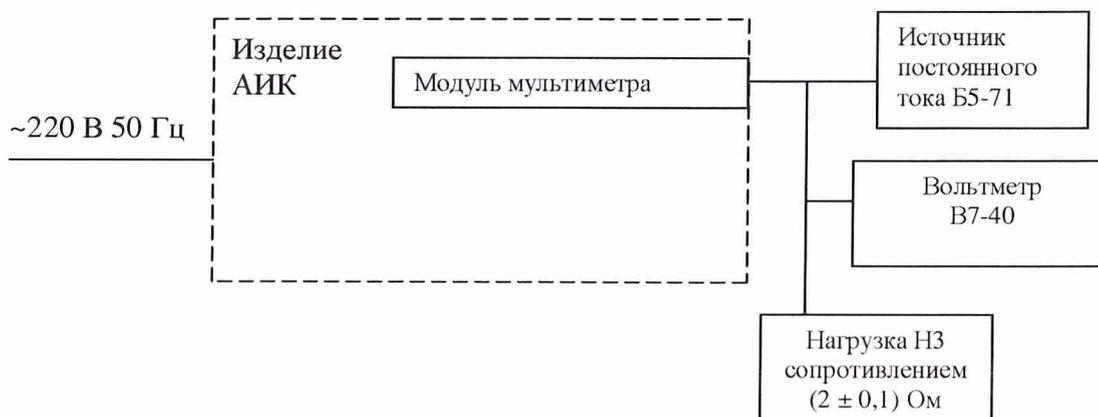 Изделие
АИК
Модуль мультиметра
Источник
постоянного
тока Б5-71
~220 В 50 Гц
Вольтметр
В7-40
Нагрузка Н3
сопротивлением
(2 ± 0,1) Ом